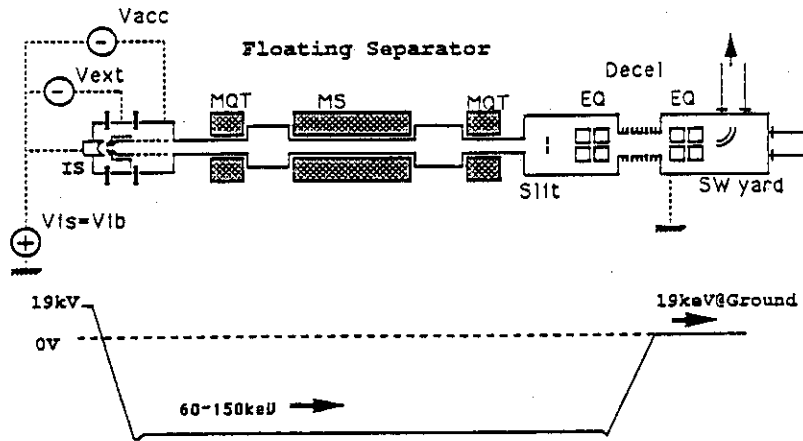 Vacc
Floating Separator
Vext
Decel
MQT
MS
MQT
EQ
EQ
IS
Slit
SW yard
Vis=Vib
19kV
19keV@Ground
0V
60~150keV